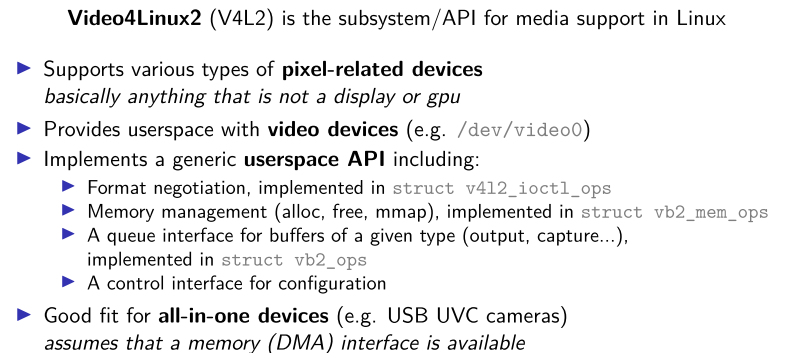 Video4Linux2 (V4L2) is the subsystem/API for media support in Linux
Supports various types of pixel-related devices
basically anything that is not a display or gpu
Provides userspace with video devices (e.g. /dev/video0)
Implements a generic userspace API including:
Format negotiation, implemented in struct v4l2_ioctl_ops
Memory management (alloc, free, mmap), implemented in struct vb2_mem_ops
A queue interface for buffers of a given type (output, capture...),
implemented in struct vb2_ops
A control interface for configuration
Good fit for all-in-one devices (e.g. USB UVC cameras)
assumes that a memory (DMA) interface is available